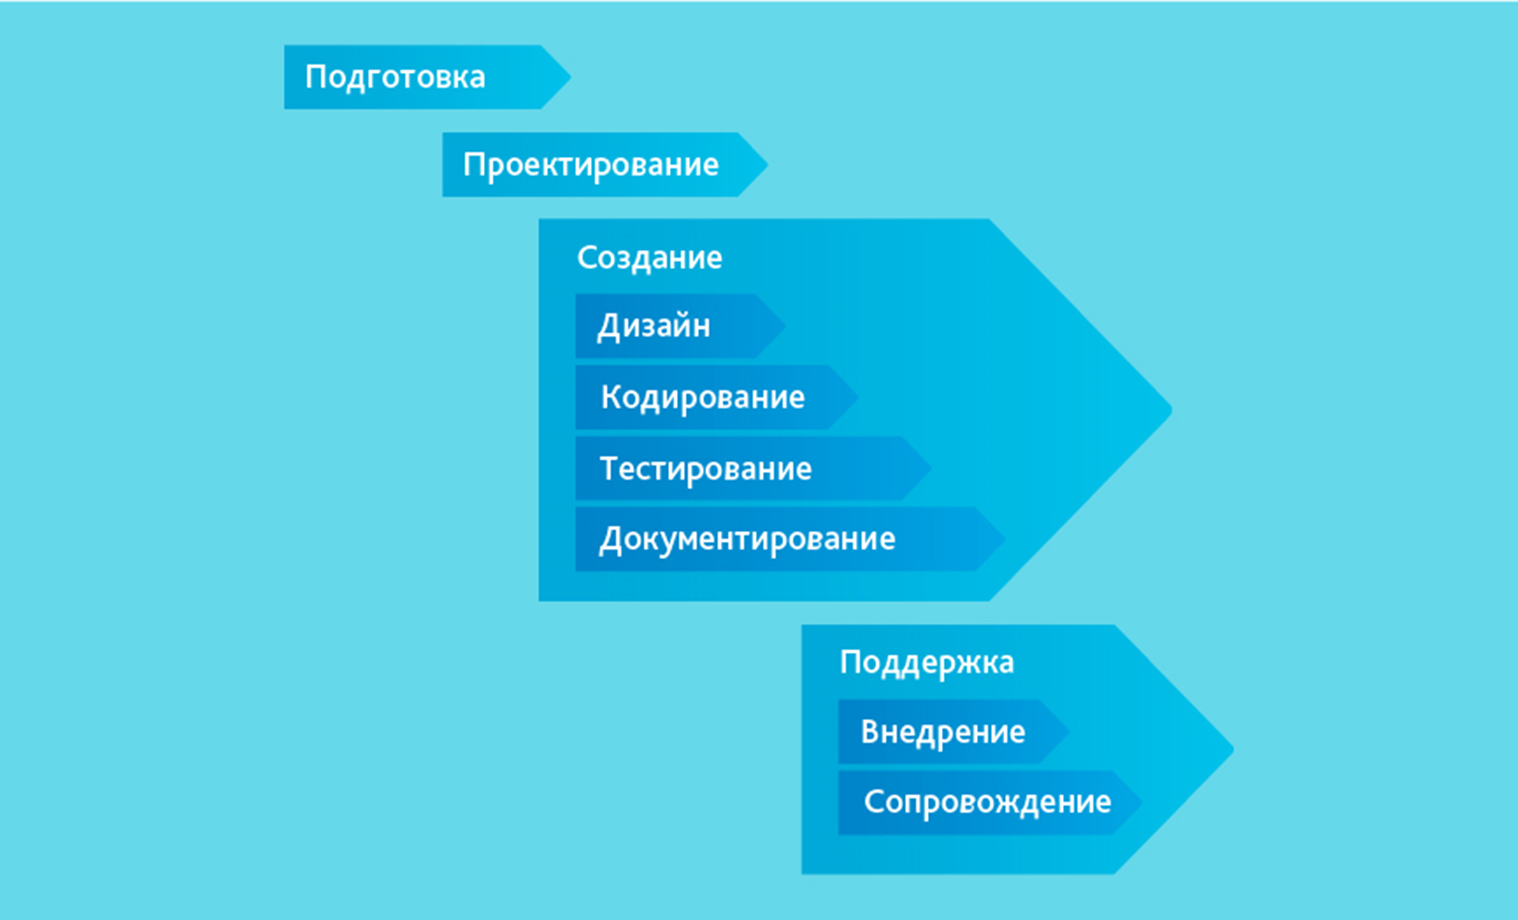 Подготовка
Проектирование
Создание
Дизайн
Кодирование
Тестирование
Документирование
Поддержка
Внедрение
Сопровождение